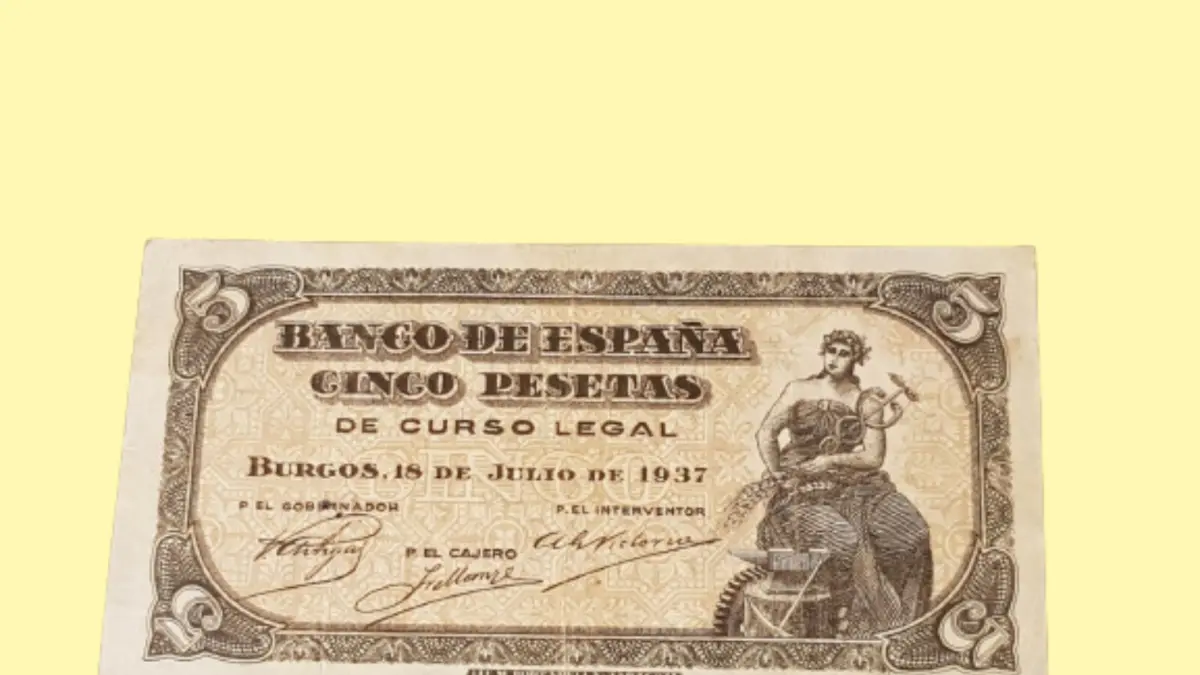 5 5
BANCO DE ESPAÑA
CINCO PESETAS
DE CURSO LEGAL
BURGOS, 18 DE JULIO DE 1937
CINCO
P. EL GOBERNADOR
P. EL INTERVENTOR
P. EL CAJERO
5 5